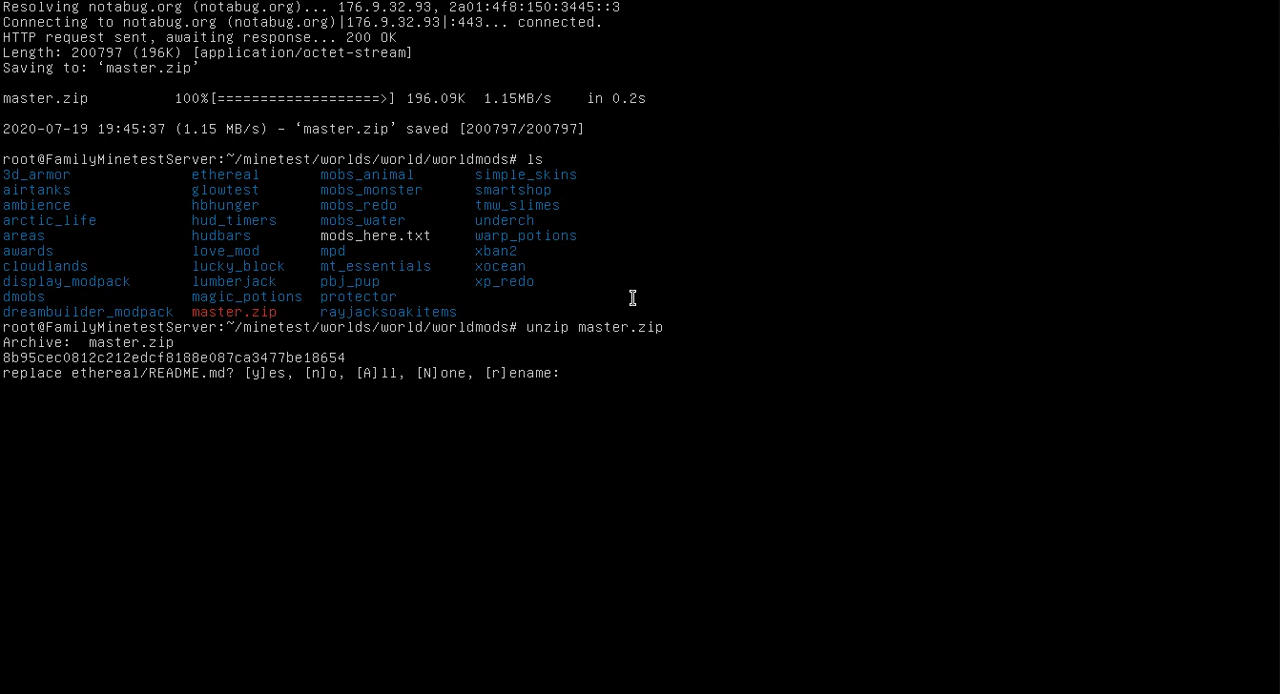 Resolving notabug.org (notabug.org)... 176.9.32.93, 2a01:4f8:150:3445::3
Connecting to notabug.org (notabug.org)|176.9.32.93|:443... connected.
HTTP request sent, awaiting response... 200 OK
Length: 200797 (196K) [application/octet-stream]
Saving to: ‘master.zip’
master.zip 100%[===================>] 196.09K 1.15MB/s in 0.2s
2020-07-19 19:45:37 (1.15 MB/s) - ‘master.zip’ saved [200797/200797]
root@FamilyMinetestServer:~/minetest/worlds/world/worldmods# ls
3d_armor ethereal mobs_animal simple_skins
airtanks glowtest mobs_monster smartshop
ambience hbhunger mobs_redo tmw_slimes
arctic_life hud_timers mobs_water underch
areas hudbars mods_here.txt warp_potions
awards love_mod mpd xban2
cloudlands lucky_block mt_essentials xocean
display_modpack lumberjack pbj_pup xp_redo
dmobs magic_potions protector
dreambuilder_modpack master.zip rayjacksoakitems
root@FamilyMinetestServer:~/minetest/worlds/world/worldmods# unzip master.zip
Archive: master.zip
8b95cec0812c212edcf8188e087ca3477be18654
replace ethereal/README.md? [y]es, [n]o, [A]ll, [N]one, [r]ename: